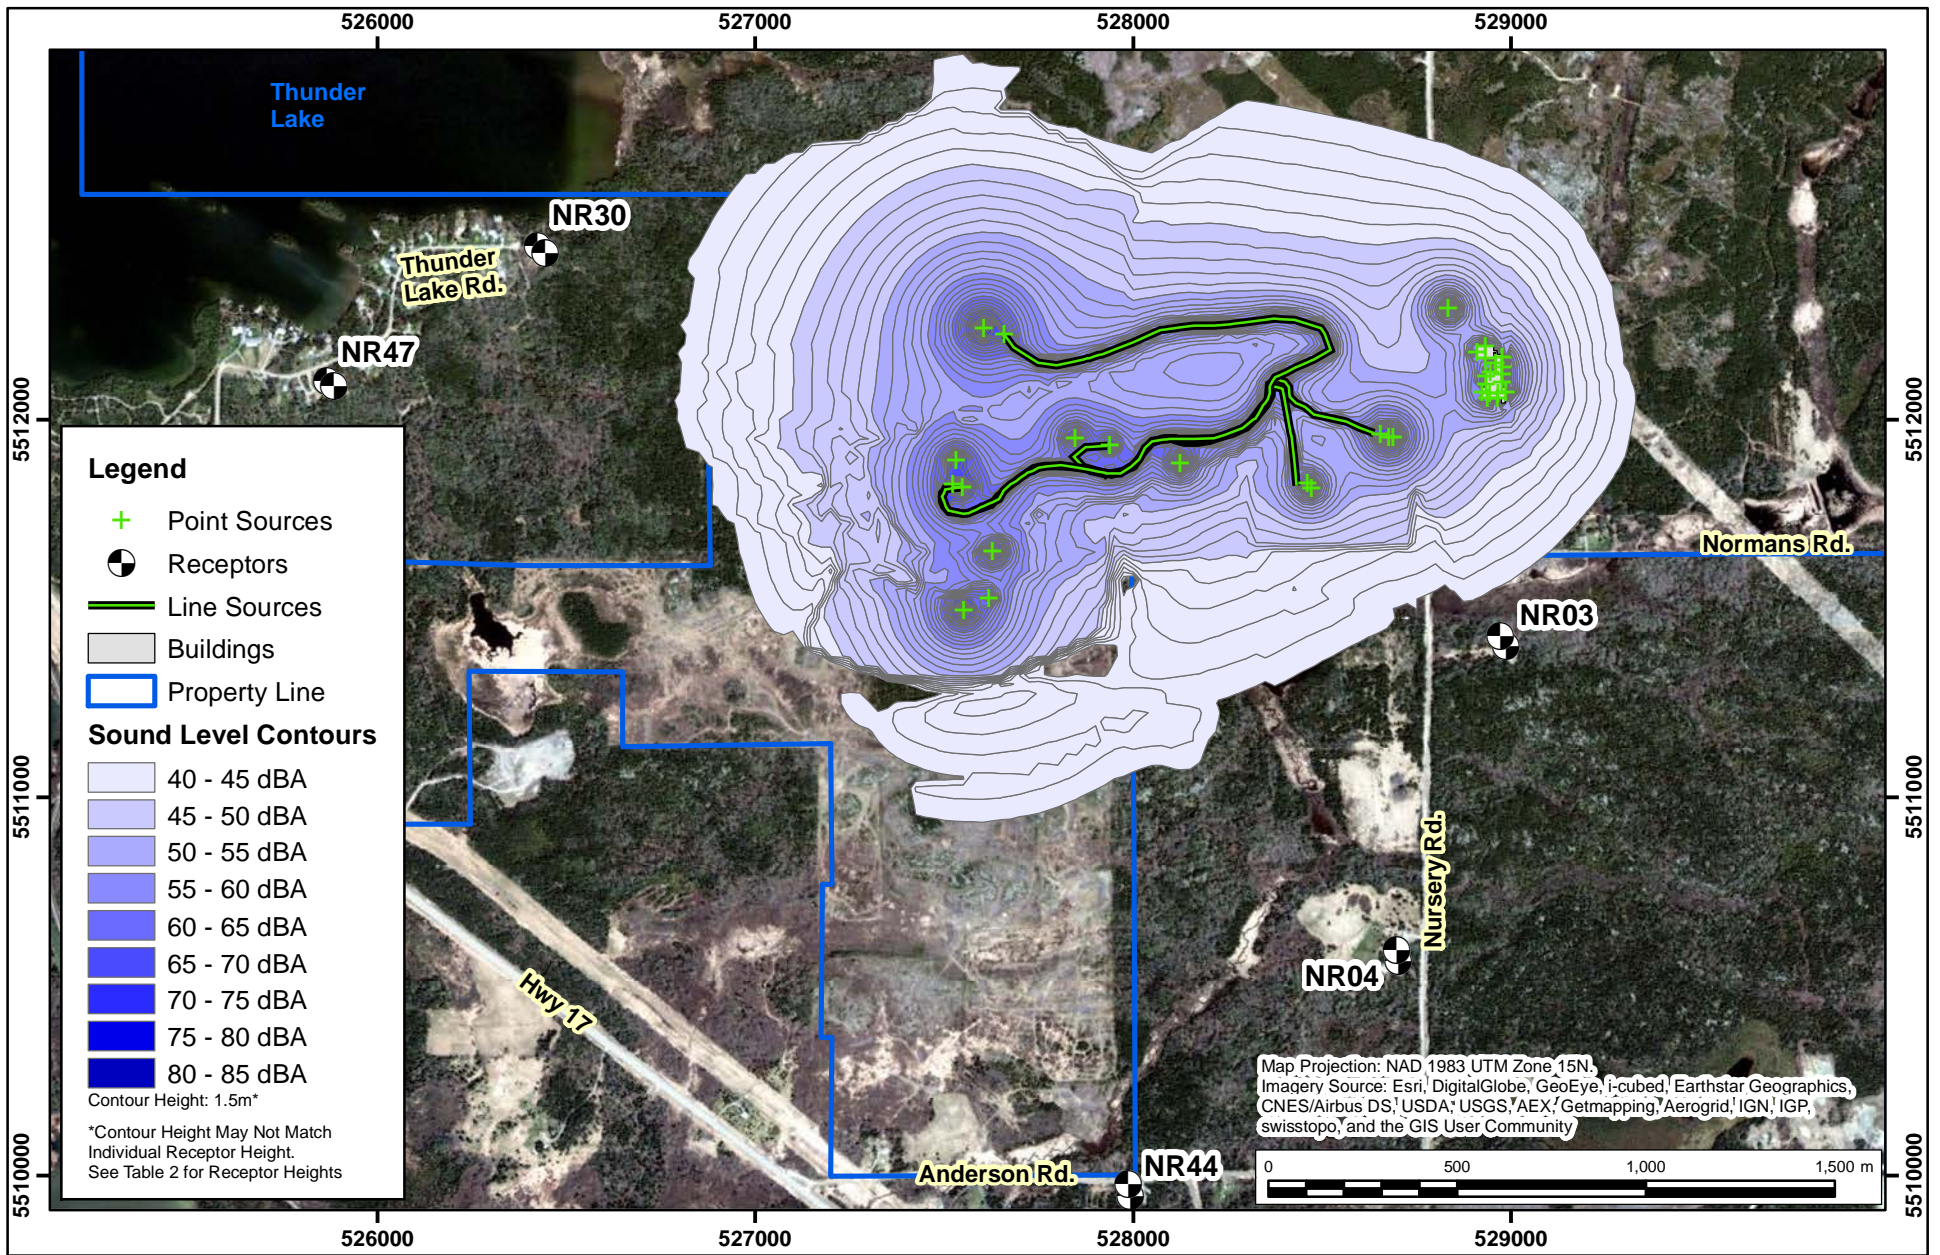 526000
527000
528000
529000
Thunder
Lake
NR30
Thunder
Lake Rd.
NR47
5512000
5512000
Legend
Point Sources
Receptors
Line Sources
Buildings
Property Line
Sound Level Contours
40 - 45 dBA
45 - 50 dBA
50 - 55 dBA
55 - 60 dBA
60 - 65 dBA
65 - 70 dBA
70 - 75 dBA
75 - 80 dBA
80 - 85 dBA
Contour Height: 1.5m*
*Contour Height May Not Match
Individual Receptor Height.
See Table 2 for Receptor Heights
Normans Rd.
NR03
5511000
5511000
Nursery Rd.
NR04
Hwy 17
Map Projection: NAD 1983 UTM Zone 15N.
Imagery Source: Esri, DigitalGlobe, GeoEye, i-cubed, Earthstar Geographics,
CNES/Airbus DS, USDA, USGS, AEX, Getmapping, Aerogrid, IGN, IGP,
swisstopo, and the GIS User Community
NR44
Anderson Rd.
0 500 1,000 1,500 m
5510000
5510000
526000
527000
528000
529000